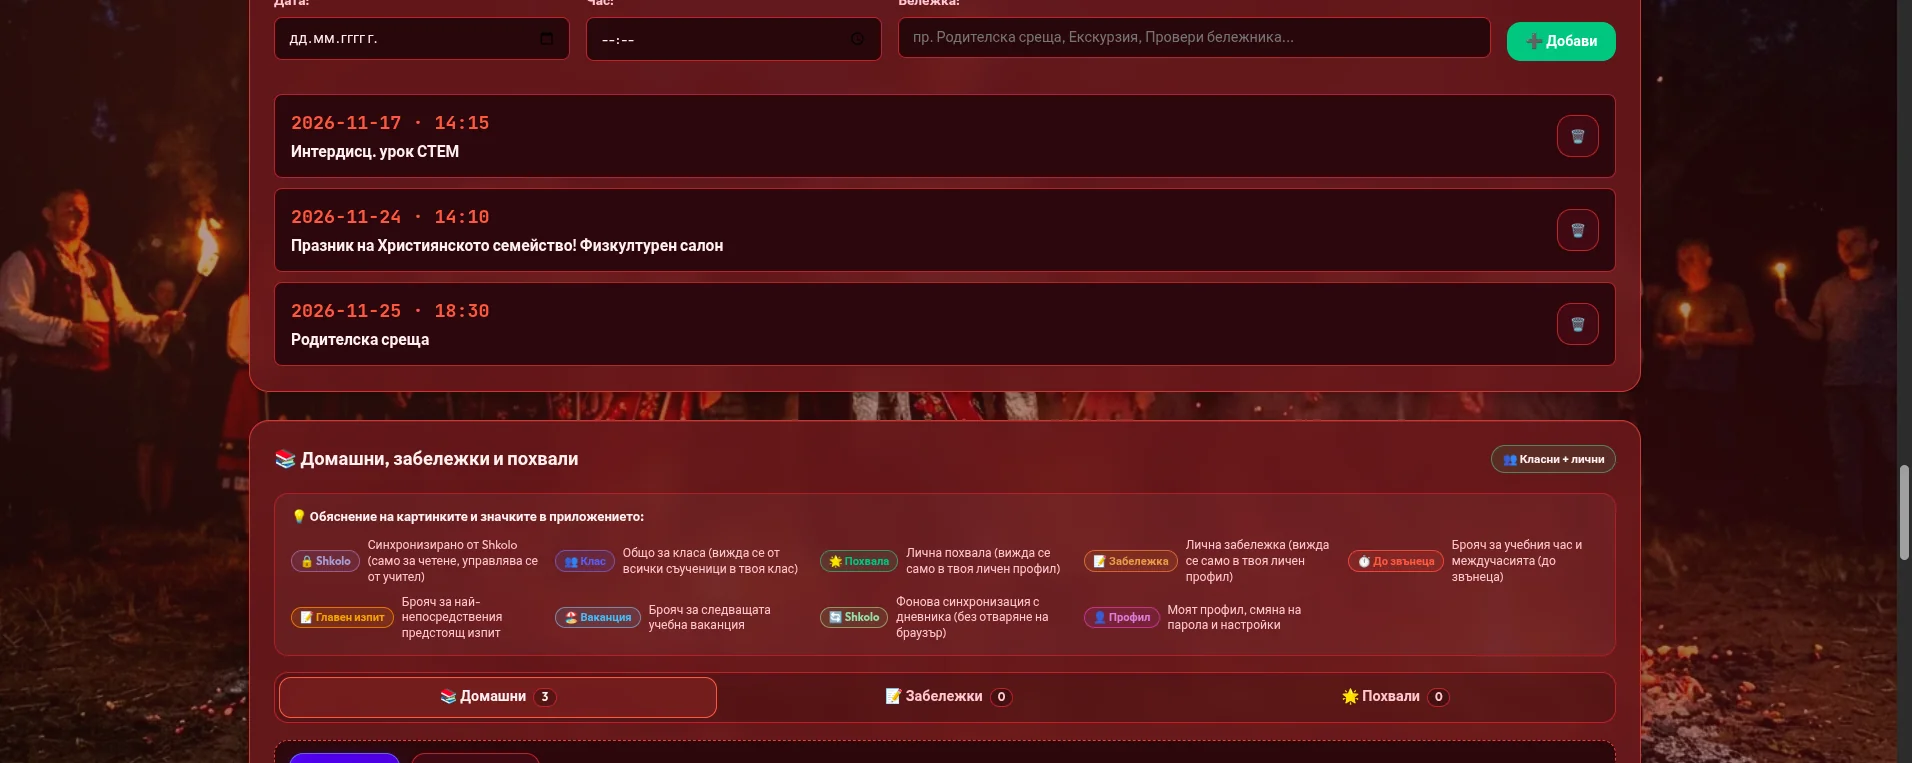 Дата:
Час:
Бележка:
дд.мм.гггг г.
--:--
пр. Родителска среща, Екскурзия, Провери бележника...
➕ Добави
2026-11-17 · 14:15
Интердисц. урок СТЕМ
2026-11-24 · 14:10
Празник на Християнското семейство! Физкултурен салон
2026-11-25 · 18:30
Родителска среща
📚 Домашни, забележки и похвали
👥 Класни + лични
💡 Обяснение на картинките и значките в приложението:
🔒 Shkolo
Синхронизирано от Shkolo
(само за четене, управлява се
от учител)
👥 Клас
Общо за класа (вижда се от
всички съученици в твоя клас)
🌟 Похвала
Лична похвала (вижда се
само в твоя личен профил)
📝 Забележка
Лична забележка (вижда
се само в твоя личен
профил)
⏱️ До звънеца
Брояч за учебния час и
междучасията (до
звънеца)
📝 Главен изпит
Брояч за най-
непосредствения
предстоящ изпит
🏖️ Ваканция
Брояч за следващата
учебна ваканция
🔄 Shkolo
Фонова синхронизация с
дневника (без отваряне на
браузър)
👤 Профил
Моят профил, смяна на
парола и настройки
📚 Домашни 3
📝 Забележки 0
🌟 Похвали 0